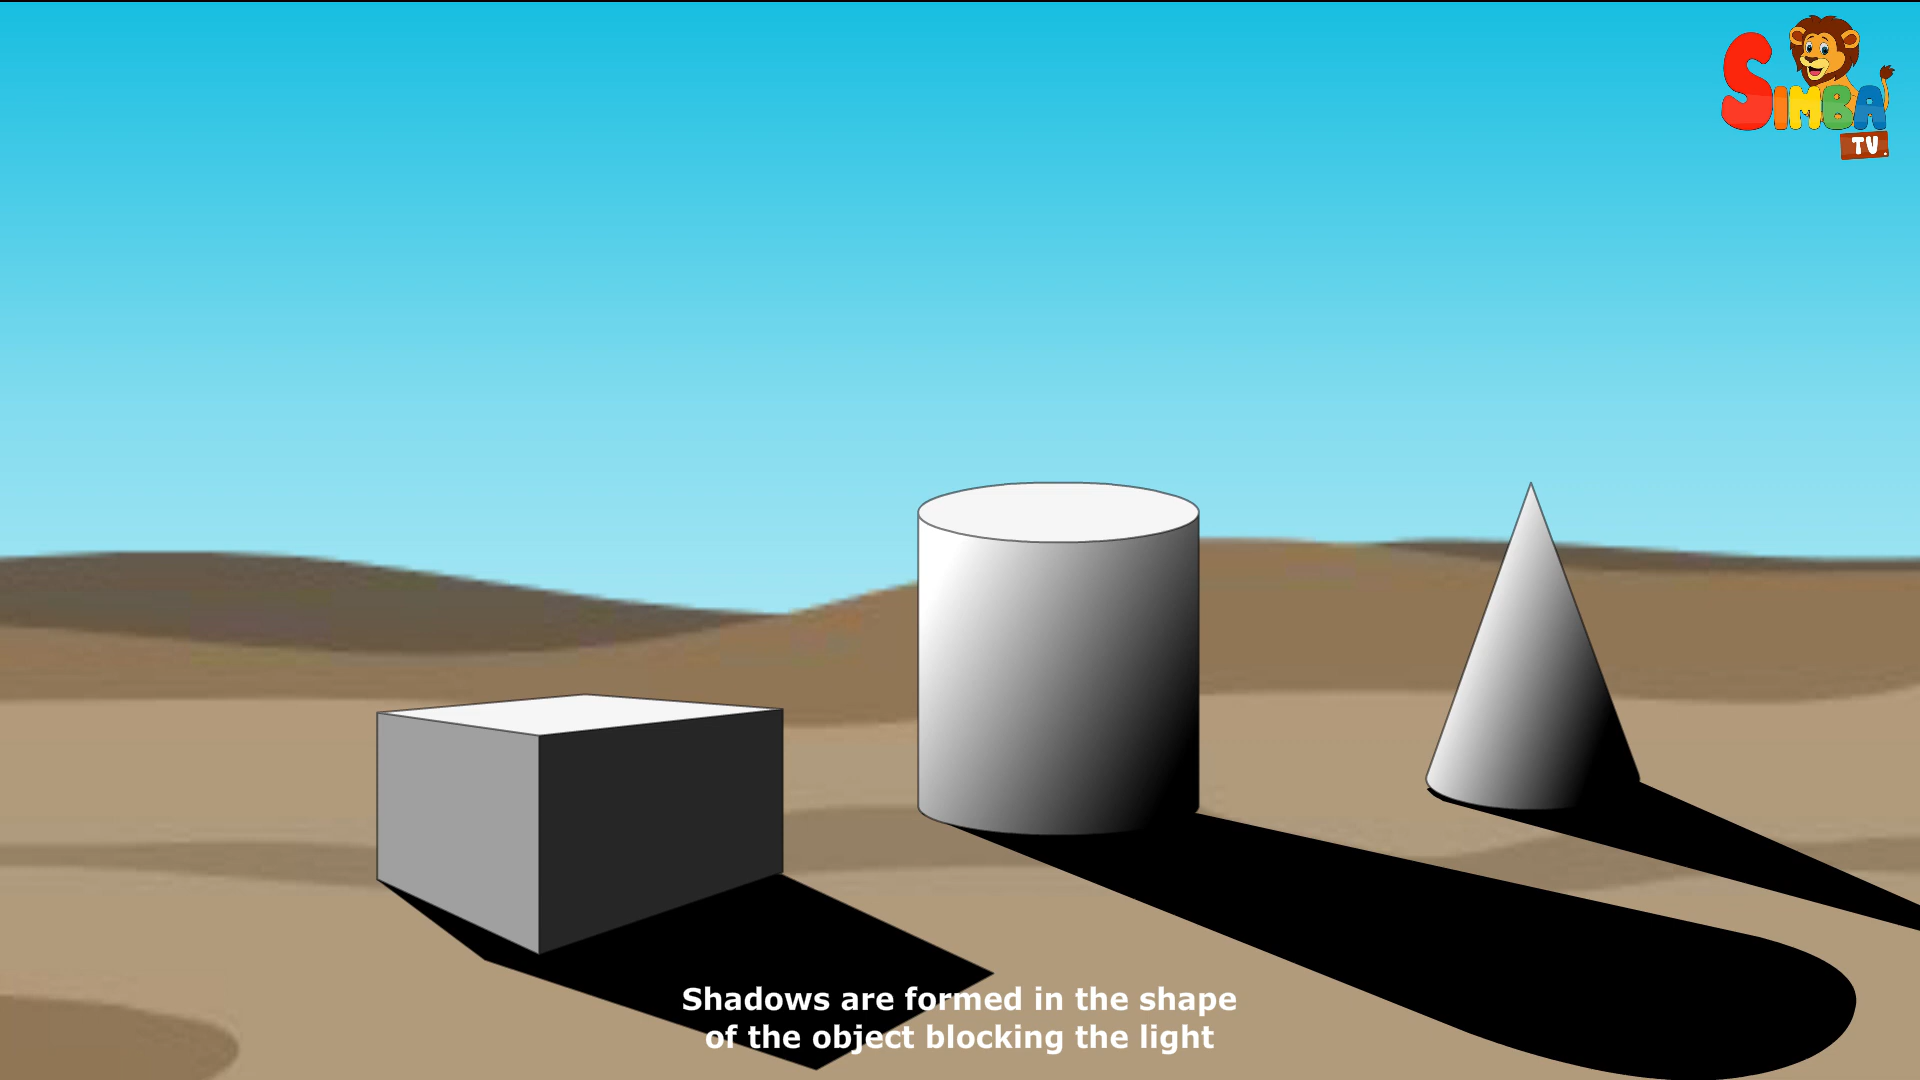 SIMBA
TV
Shadows are formed in the shape
of the object blocking the light